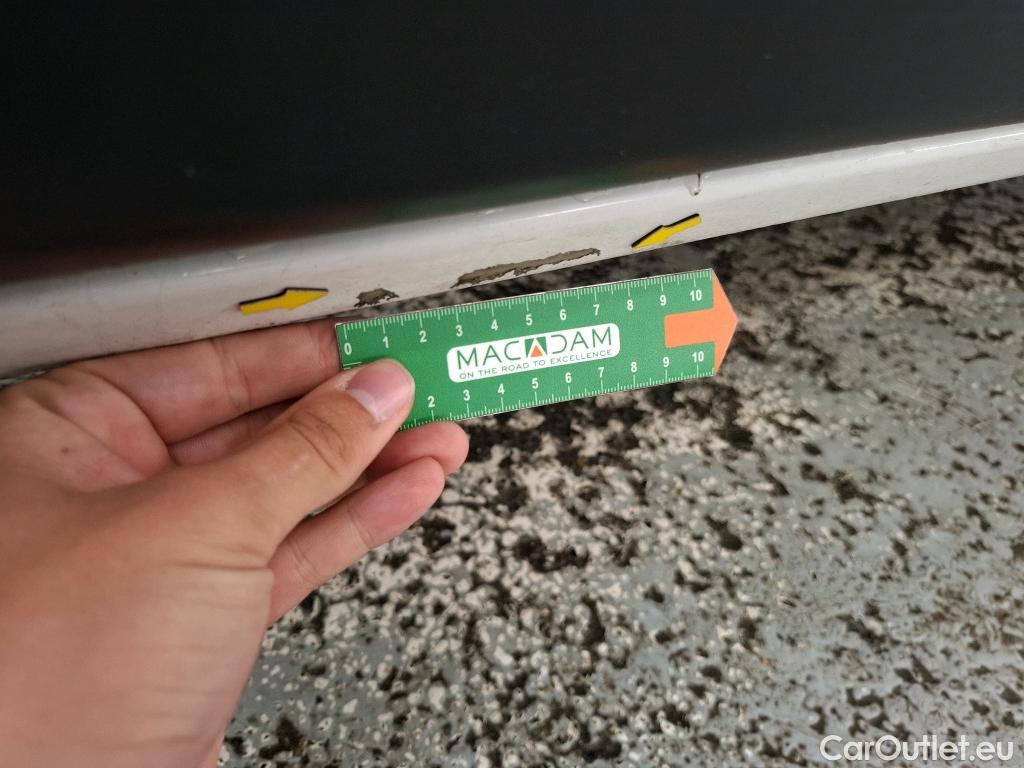 0 1 2 3 4 5 6 7 8 9 10
MACADAM
ON THE ROAD TO EXCELLENCE
2 3 4 5 6 7 8 9 10
CarOutlet.eu